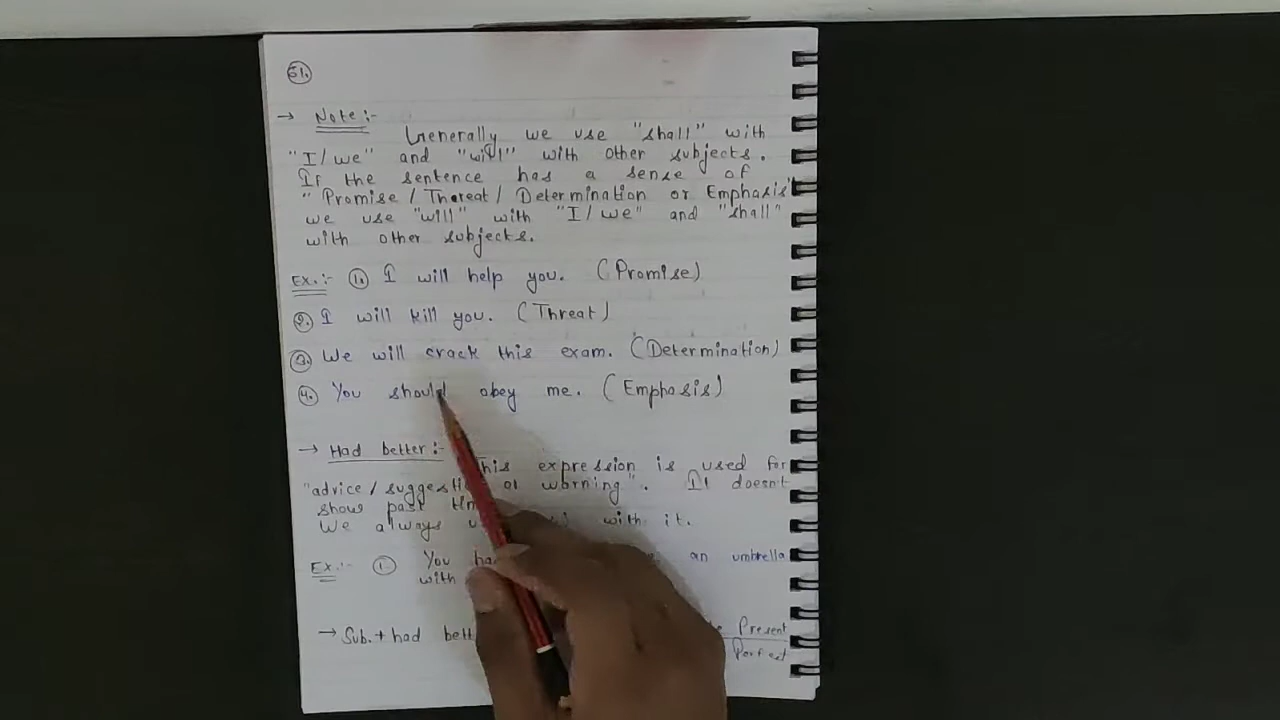 51.
→ Note:-
Generally we use "shall" with
"I/we" and "will" with other subjects.
If the sentence has a sense of
"Promise / Threat / Determination or Emphasis"
we use "will" with "I/we" and "shall"
with other subjects.
Ex.:- 1. I will help you. (Promise)
2. I will kill you. (Threat)
3. We will crack this exam. (Determination)
4. You should obey me. (Emphasis)
→ Had better:- This expression is used for
"advice / suggestion or warning". It doesn't
show past
We always with it.
Ex.:- 1. You an umbrella
with
→ Sub. + had Present
Perfect